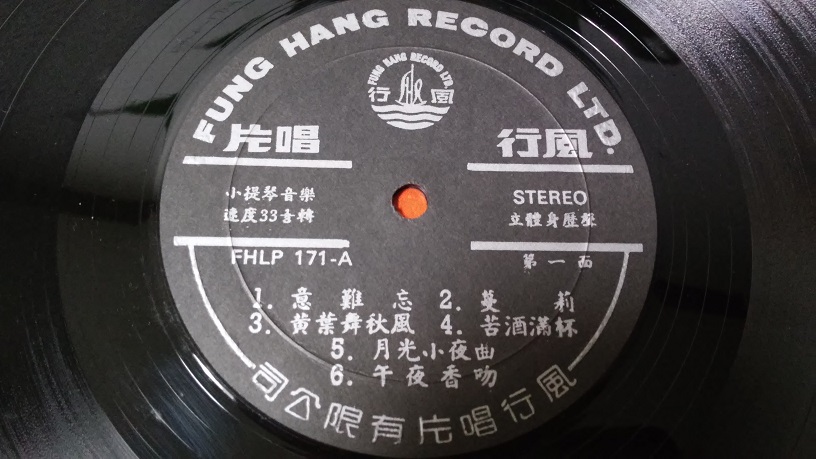 FUNG HANG RECORD LTD.
FUNG HANG RECORD LTD.
風行
風行唱片
小提琴音樂
速度33⅓轉
STEREO
立體身歷聲
FHLP 171-A
第一面
1. 意難忘 2. 蔓莉
3. 黃葉舞秋風 4. 苦酒滿杯
5. 月光小夜曲
6. 午夜香吻
風行唱片有限公司